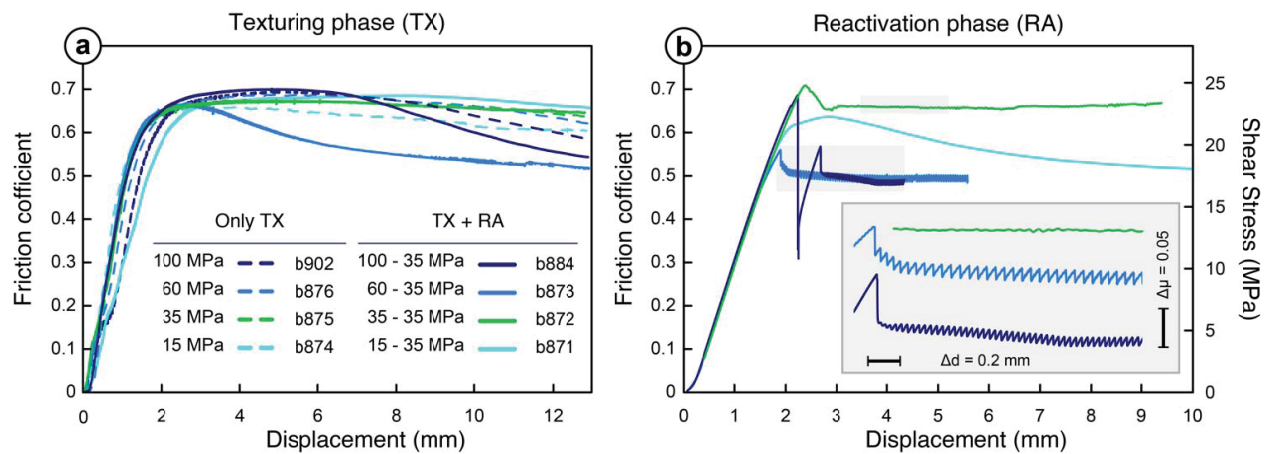 Texturing phase (TX)
a
Friction cofficient
0.7
0.6
0.5
0.4
0.3
0.2
0.1
0
0 2 4 6 8 10 12
Displacement (mm)
Only TX TX + RA
100 MPa b902 100 - 35 MPa b884
60 MPa b876 60 - 35 MPa b873
35 MPa b875 35 - 35 MPa b872
15 MPa b874 15 - 35 MPa b871
Reactivation phase (RA)
b
Friction cofficient
0.7
0.6
0.5
0.4
0.3
0.2
0.1
0
0 1 2 3 4 5 6 7 8 9 10
Displacement (mm)
25
20
15
10
5
0
Shear Stress (MPa)
Δμ = 0.05
Δd = 0.2 mm